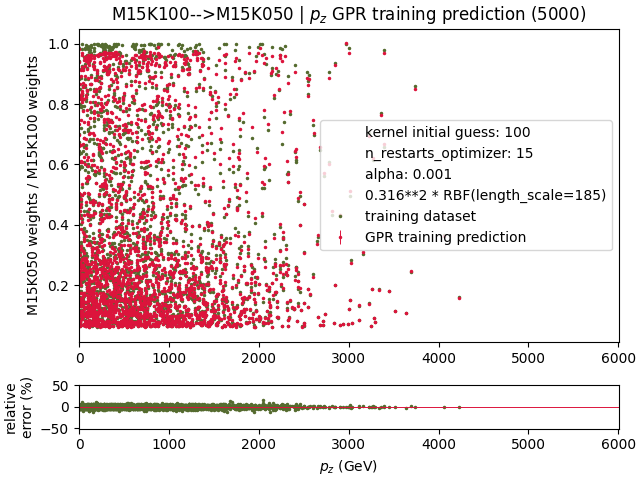 M15K100-->M15K050 | p_z GPR training prediction (5000)
M15K050 weights / M15K100 weights
1.0
0.8
0.6
0.4
0.2
kernel initial guess: 100
n_restarts_optimizer: 15
alpha: 0.001
0.316**2 * RBF(length_scale=185)
training dataset
GPR training prediction
0 1000 2000 3000 4000 5000 6000
relative
error (%)
50
0
−50
0 1000 2000 3000 4000 5000 6000
p_z (GeV)